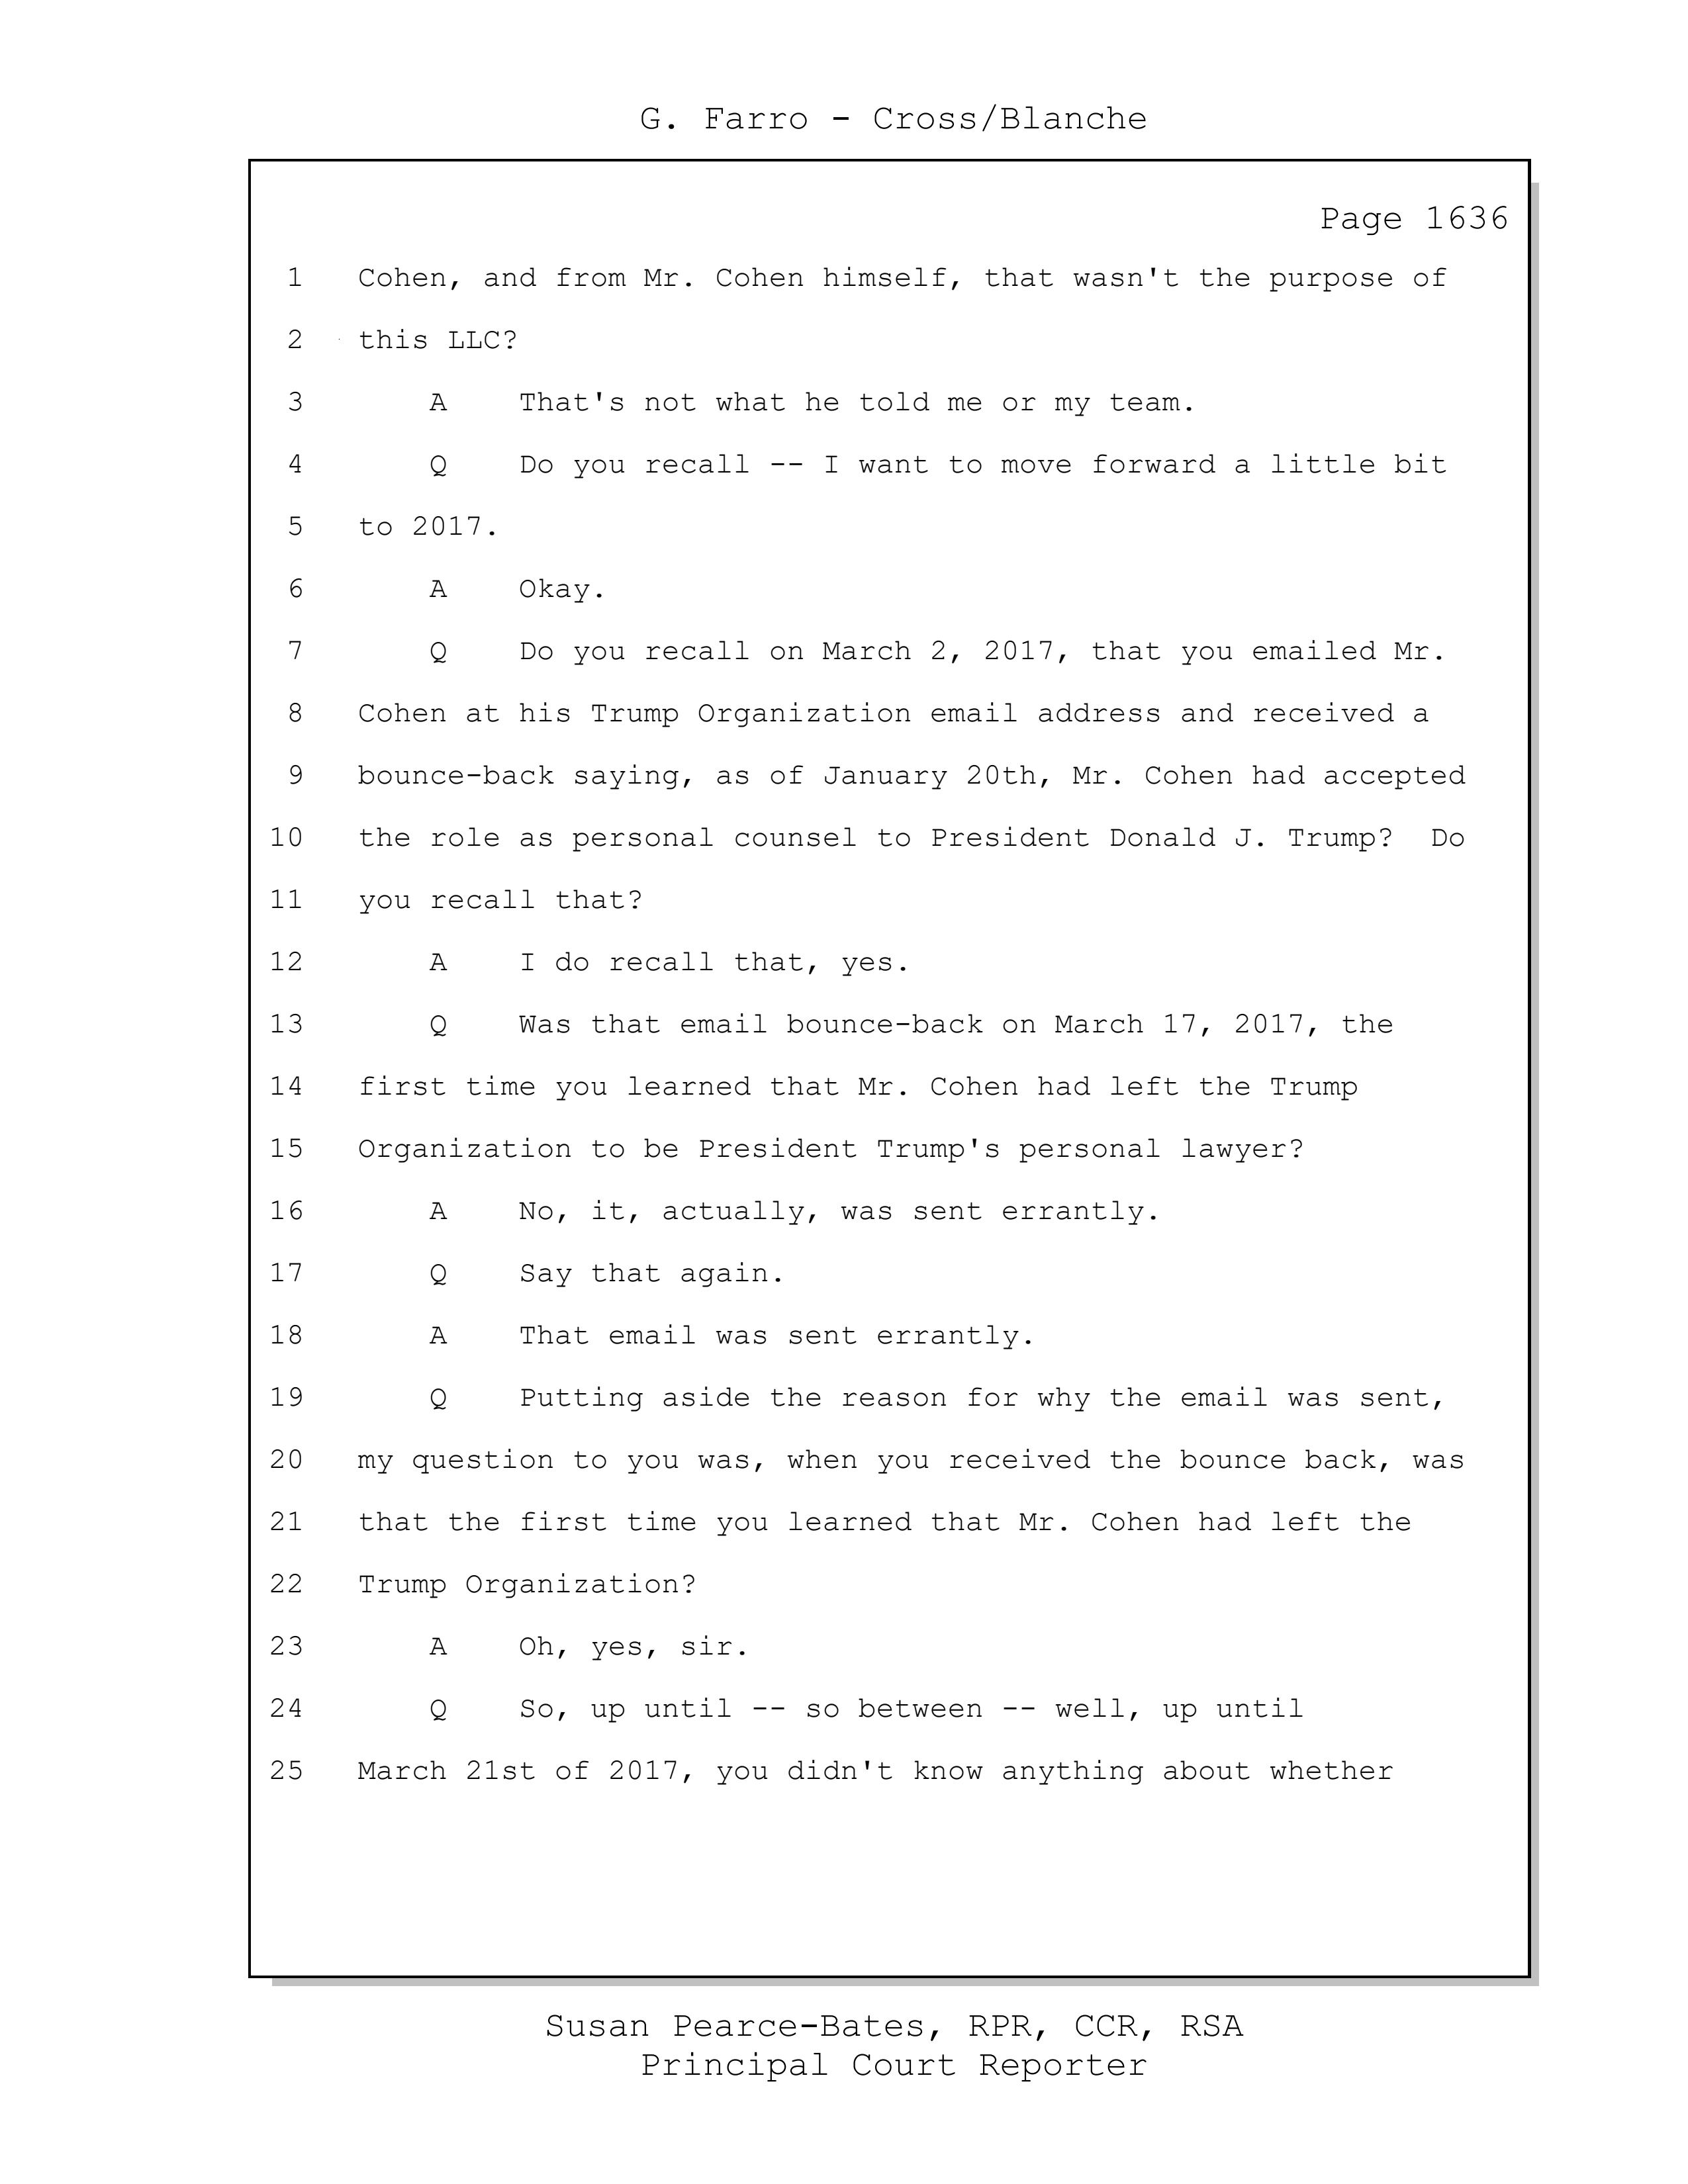 G. Farro - Cross/Blanche
Page 1636
1 Cohen, and from Mr. Cohen himself, that wasn't the purpose of
2 this LLC?
3 A That's not what he told me or my team.
4 Q Do you recall -- I want to move forward a little bit
5 to 2017.
6 A Okay.
7 Q Do you recall on March 2, 2017, that you emailed Mr.
8 Cohen at his Trump Organization email address and received a
9 bounce-back saying, as of January 20th, Mr. Cohen had accepted
10 the role as personal counsel to President Donald J. Trump? Do
11 you recall that?
12 A I do recall that, yes.
13 Q Was that email bounce-back on March 17, 2017, the
14 first time you learned that Mr. Cohen had left the Trump
15 Organization to be President Trump's personal lawyer?
16 A No, it, actually, was sent errantly.
17 Q Say that again.
18 A That email was sent errantly.
19 Q Putting aside the reason for why the email was sent,
20 my question to you was, when you received the bounce back, was
21 that the first time you learned that Mr. Cohen had left the
22 Trump Organization?
23 A Oh, yes, sir.
24 Q So, up until -- so between -- well, up until
25 March 21st of 2017, you didn't know anything about whether
Susan Pearce-Bates, RPR, CCR, RSA
Principal Court Reporter